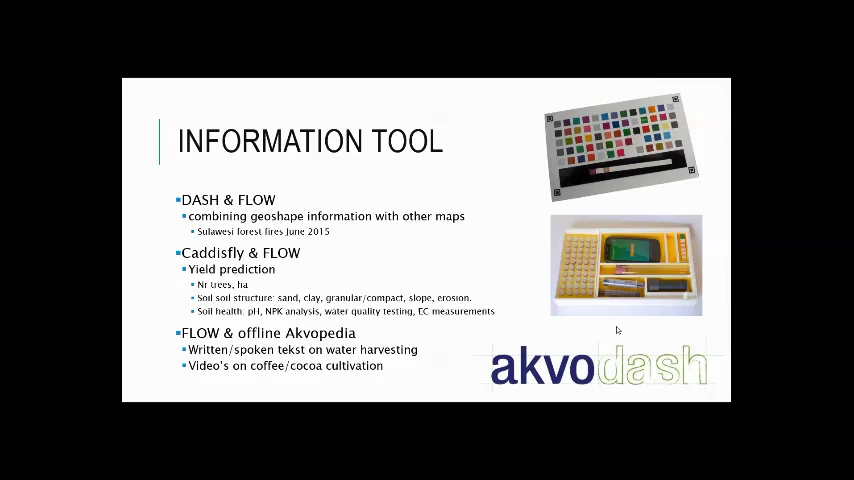 INFORMATION TOOL
DASH & FLOW
combining geoshape information with other maps
Sulawesi forest fires June 2015
Caddisfly & FLOW
Yield prediction
Nr trees, ha
Soil soil structure: sand, clay, granular/compact, slope, erosion.
Soil health: pH, NPK analysis, water quality testing, EC measurements
FLOW & offline Akvopedia
Written/spoken tekst on water harvesting
Video's on coffee/cocoa cultivation
akvodash